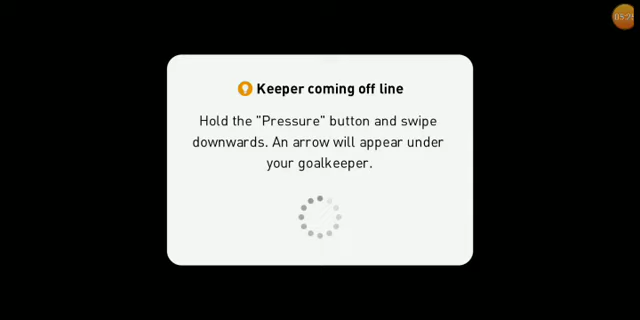 Keeper coming off line
Hold the "Pressure" button and swipe
downwards. An arrow will appear under
your goalkeeper.